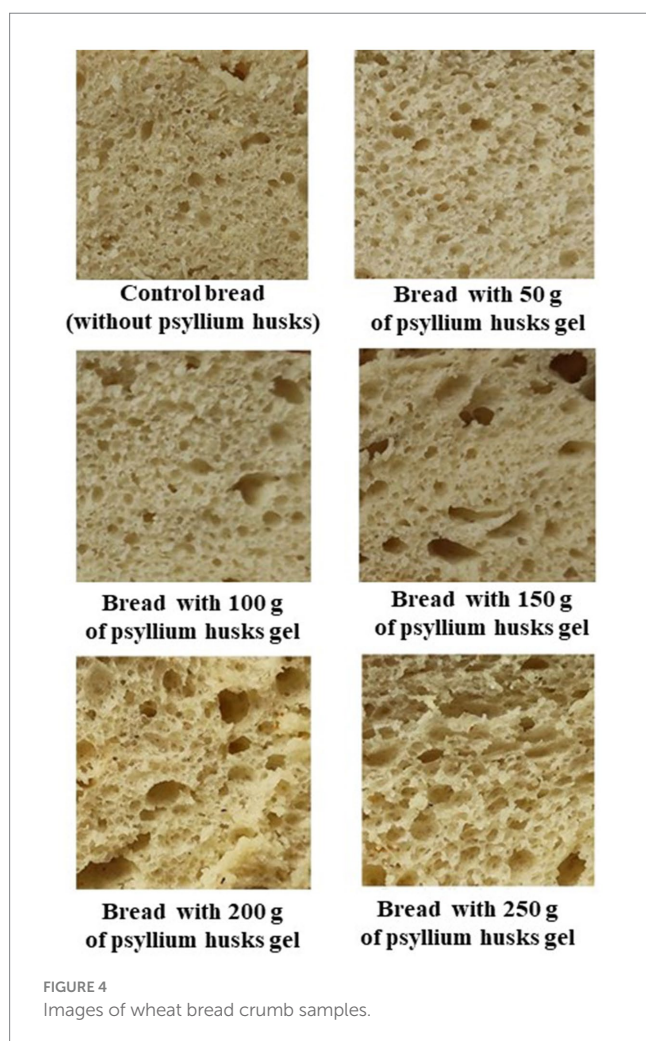 Control bread
(without psyllium husks)
Bread with 50 g
of psyllium husks gel
Bread with 100 g
of psyllium husks gel
Bread with 150 g
of psyllium husks gel
Bread with 200 g
of psyllium husks gel
Bread with 250 g
of psyllium husks gel
FIGURE 4
Images of wheat bread crumb samples.